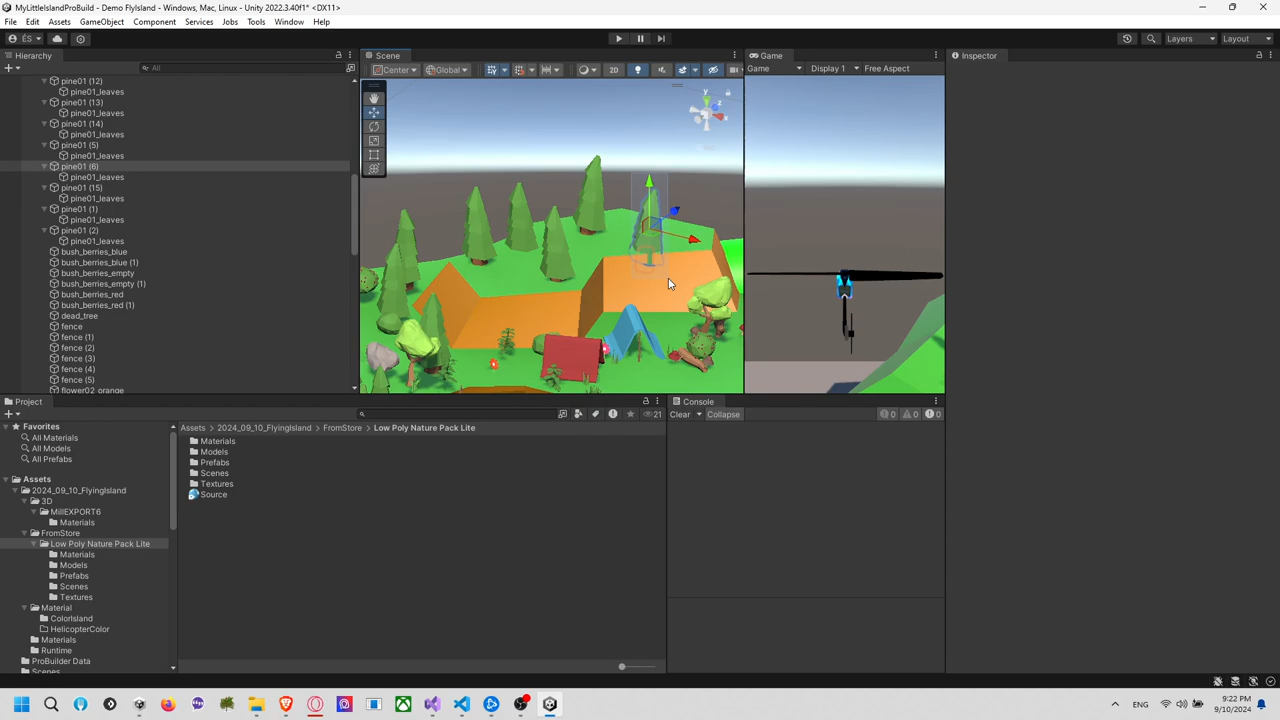 MyLittleIslandProBuild - Demo FlyIsland - Windows, Mac, Linux - Unity 2022.3.40f1* <DX11>
File Edit Assets GameObject Component Services Jobs Tools Window Help
ÉS
Layers Layout
Hierarchy
All
pine01 (12)
pine01_leaves
pine01 (13)
pine01_leaves
pine01 (14)
pine01_leaves
pine01 (5)
pine01_leaves
pine01 (6)
pine01_leaves
pine01 (15)
pine01_leaves
pine01 (1)
pine01_leaves
pine01 (2)
pine01_leaves
bush_berries_blue
bush_berries_blue (1)
bush_berries_empty
bush_berries_empty (1)
bush_berries_red
bush_berries_red (1)
dead_tree
fence
fence (1)
fence (2)
fence (3)
fence (4)
fence (5)
flower02_orange
Scene
Center Global 2D
y
z
x
Game
Game Display 1 Free Aspect
Inspector
Project
21
Favorites
All Materials
All Models
All Prefabs
Assets
2024_09_10_FlyingIsland
3D
MillEXPORT6
Materials
FromStore
Low Poly Nature Pack Lite
Materials
Models
Prefabs
Scenes
Textures
Material
ColorIsland
HelicopterColor
Materials
Runtime
ProBuilder Data
Scenes
Assets 2024_09_10_FlyingIsland FromStore Low Poly Nature Pack Lite
Materials
Models
Prefabs
Scenes
Textures
Source
Console
Clear Collapse 0 0 0
ENG
9:22 PM
9/10/2024